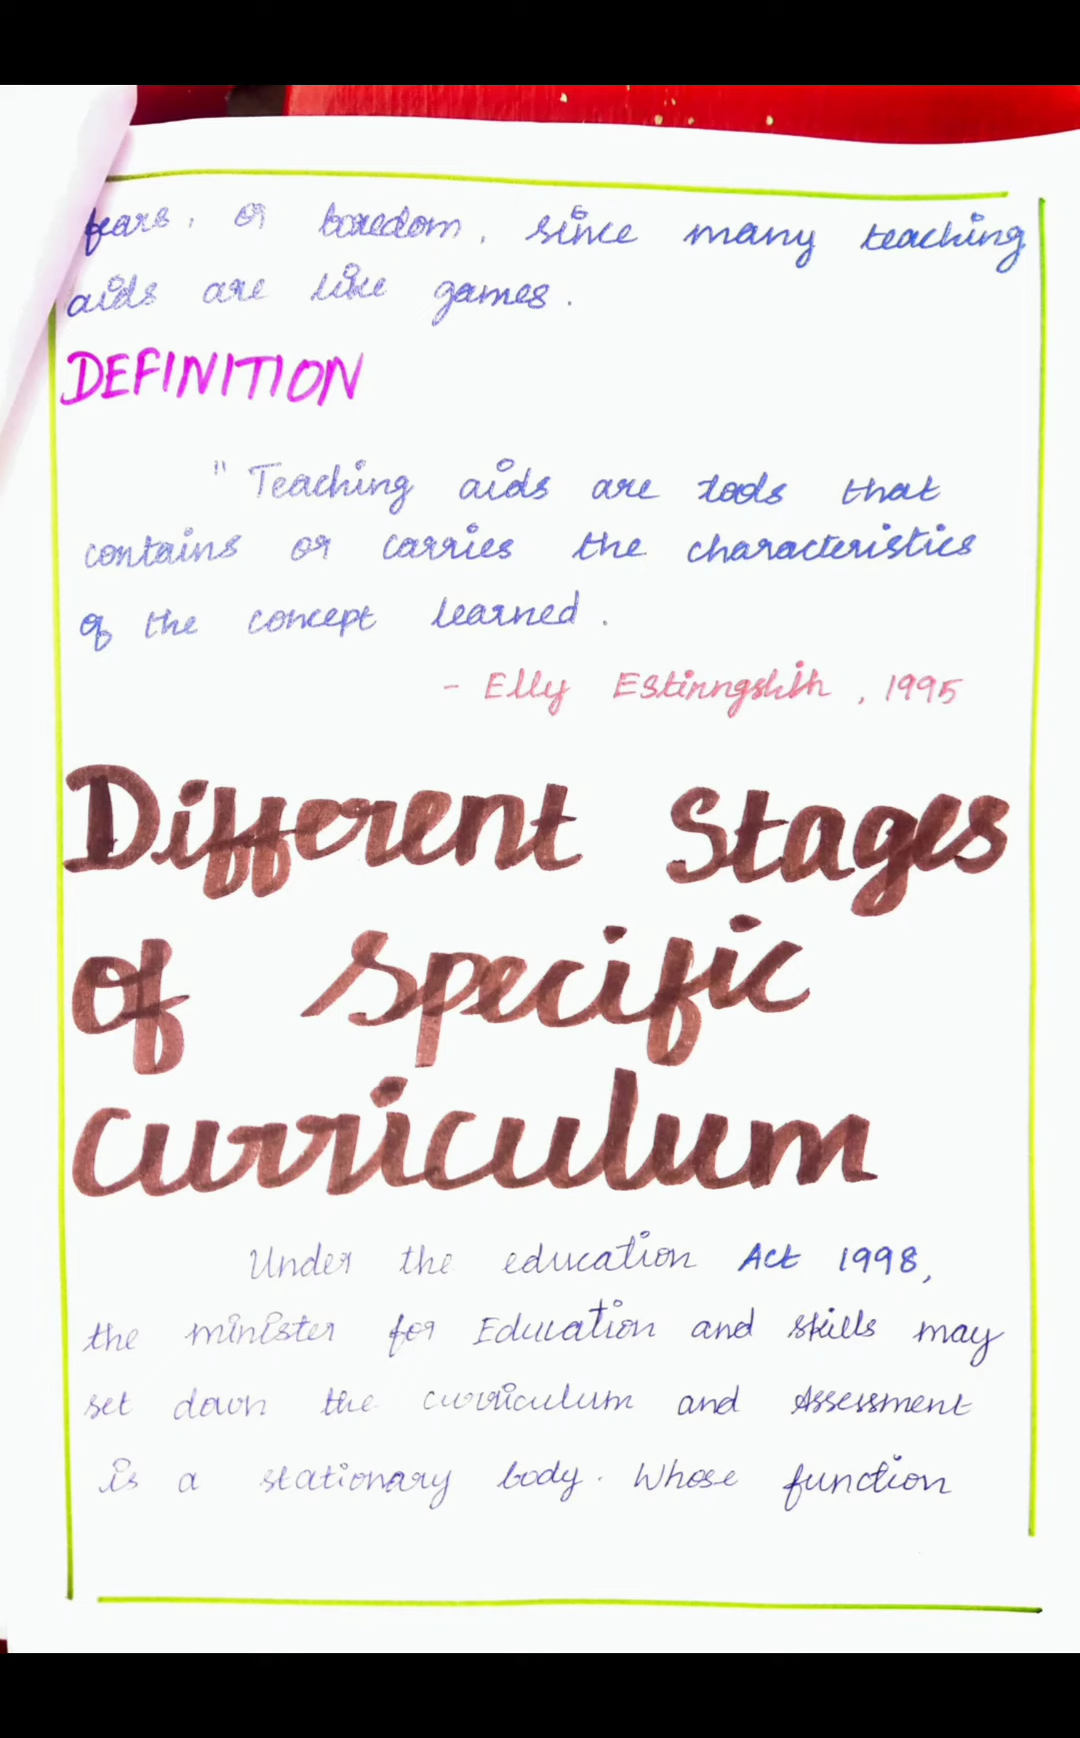 fears, or boredom, since many teaching
aids are like games.
DEFINITION
" Teaching aids are tools that
contains or carries the characteristics
of the concept learned.
- Elly Estirngshih, 1995
Different Stages
of specific
curriculum
Under the education Act 1998,
the minister for Education and skills may
set down the curriculum and Assessment
is a stationary body. Whose function